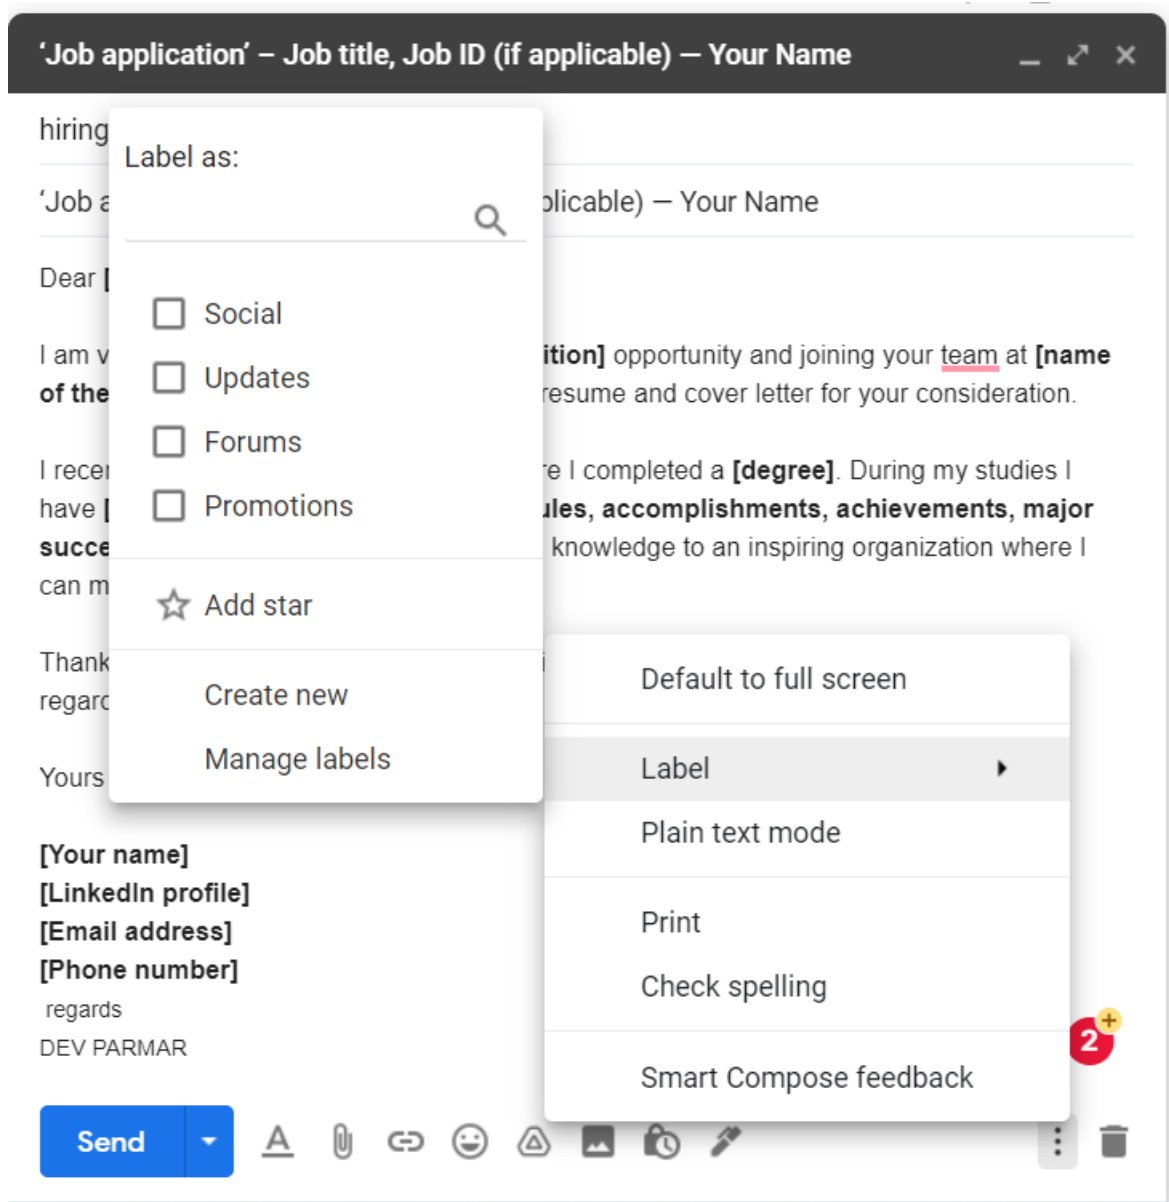 ‘Job application’ – Job title, Job ID (if applicable) — Your Name
hiring
Label as:
‘Job a plicable) — Your Name
Dear [
Social
I am v ition] opportunity and joining your team at [name
Updates
of the resume and cover letter for your consideration.
Forums
I recer re I completed a [degree]. During my studies I
Promotions
have [ ules, accomplishments, achievements, major
succe knowledge to an inspiring organization where I
can m
Add star
Thank
regard
Create new
Manage labels
Yours
Default to full screen
Label
Plain text mode
Print
Check spelling
Smart Compose feedback
[Your name]
[LinkedIn profile]
[Email address]
[Phone number]
regards
DEV PARMAR
2
+
Send
A